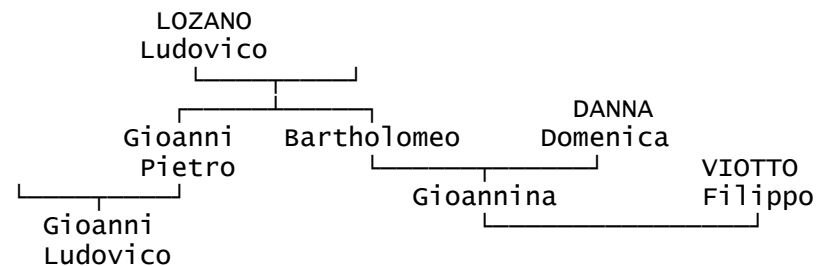 LOZANO
Ludovico
DANNA
Gioanni Bartholomeo Domenica
Pietro VIOTTO
Gioannina Filippo
Gioanni
Ludovico